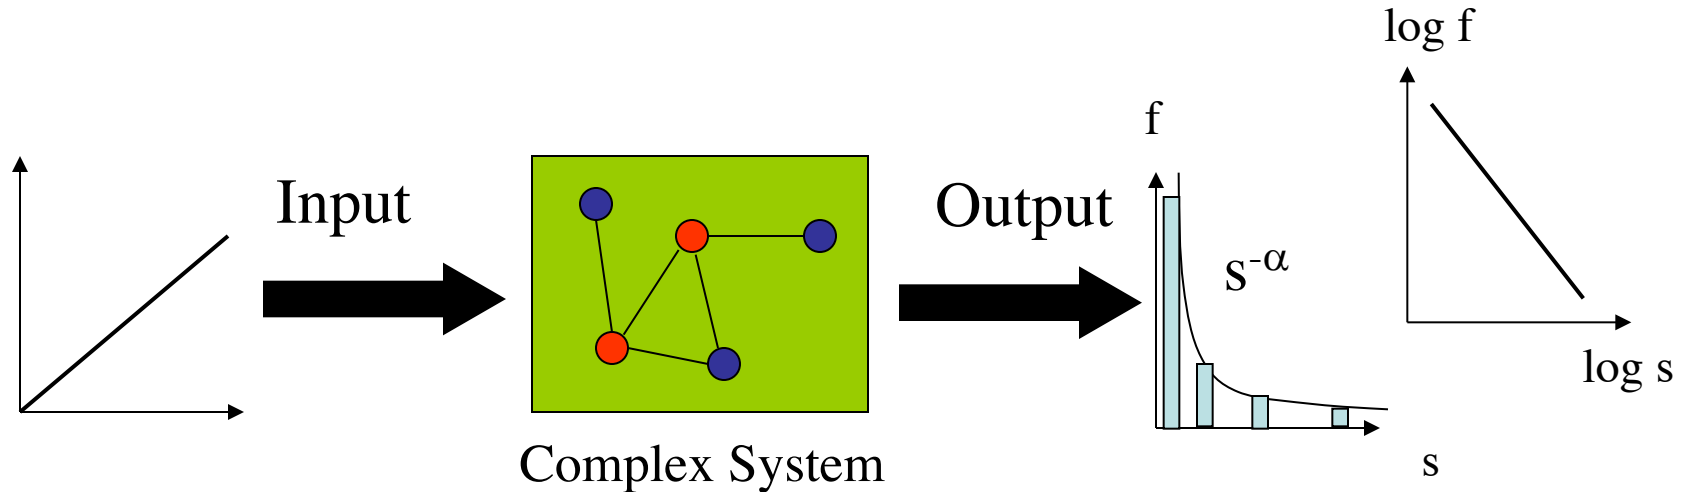 Input
Complex System
Output
f
s^-α
s
log f
log s